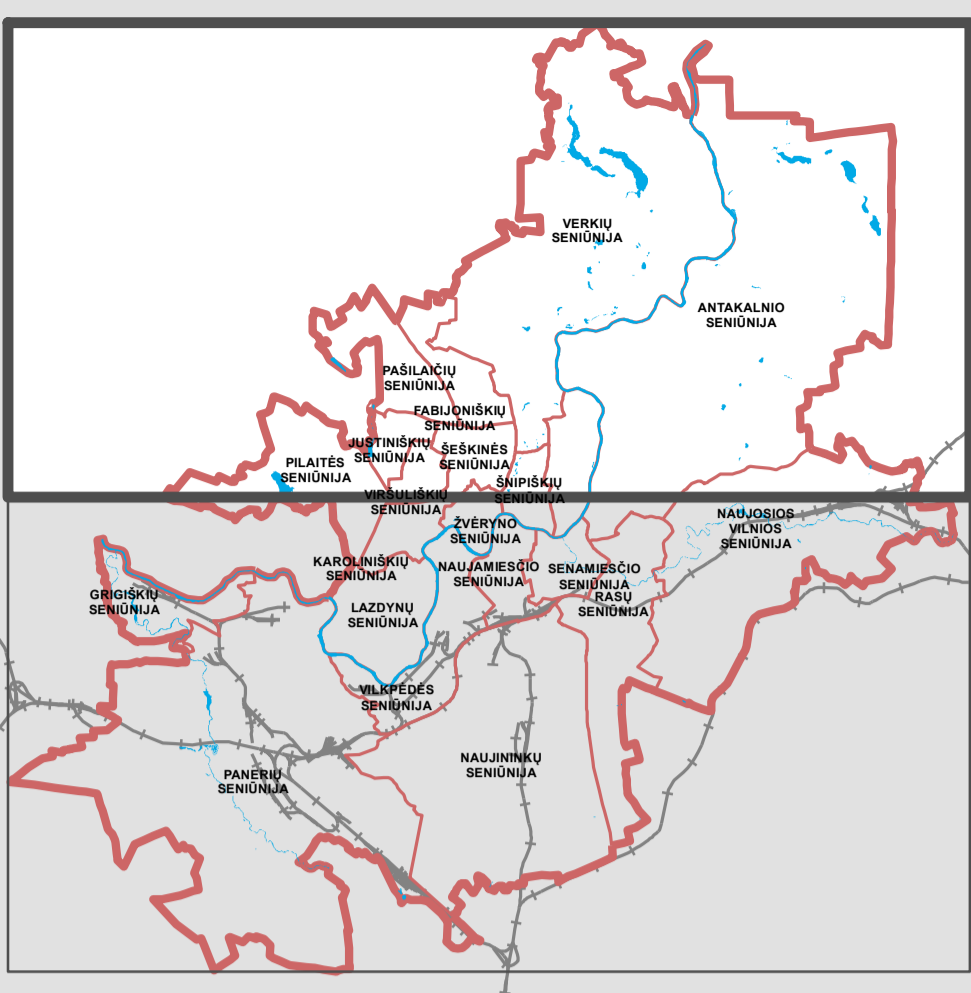 VERKIŲ
SENIŪNIJA
ANTAKALNIO
SENIŪNIJA
PAŠILAIČIŲ
SENIŪNIJA
FABIJONIŠKIŲ
SENIŪNIJA
JUSTINIŠKIŲ
SENIŪNIJA
ŠEŠKINĖS
SENIŪNIJA
PILAITĖS
SENIŪNIJA
ŠNIPIŠKIŲ
SENIŪNIJA
VIRŠULIŠKIŲ
SENIŪNIJA
NAUJOSIOS
VILNIOS
SENIŪNIJA
ŽVĖRYNO
SENIŪNIJA
KAROLINIŠKIŲ
SENIŪNIJA
NAUJAMIESČIO
SENIŪNIJA
SENAMIESČIO
SENIŪNIJA
GRIGIŠKIŲ
SENIŪNIJA
RASŲ
SENIŪNIJA
LAZDYNŲ
SENIŪNIJA
VILKPĖDĖS
SENIŪNIJA
NAUJININKŲ
SENIŪNIJA
PANERIŲ
SENIŪNIJA